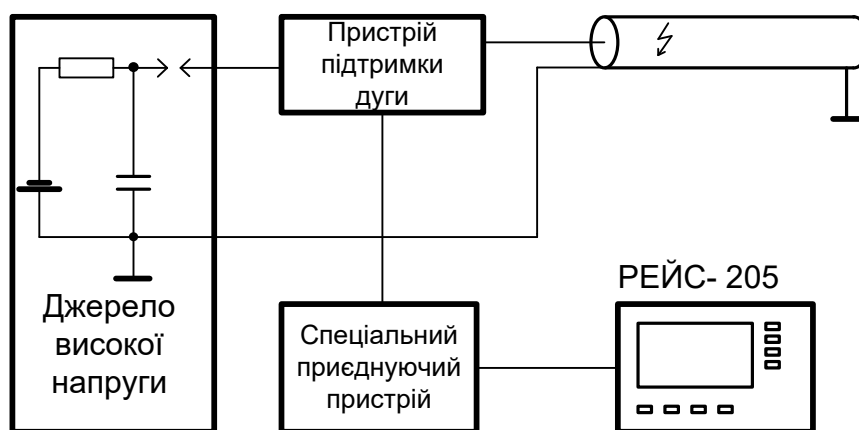 Пристрій
підтримки
дуги
РЕЙС- 205
Джерело
високої
напруги
Спеціальний
приєднуючий
пристрій